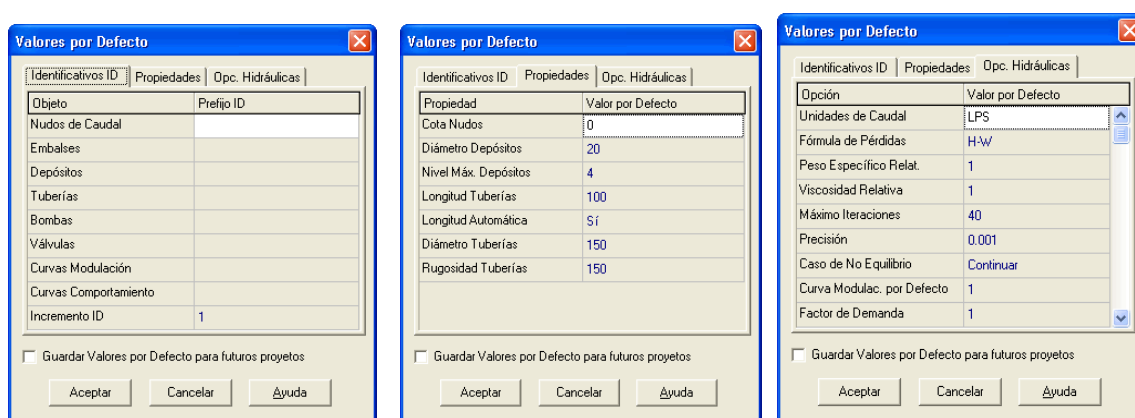 Valores por Defecto
Identificativos ID Propiedades Opc. Hidráulicas
Objeto Prefijo ID
Nudos de Caudal
Embalses
Depósitos
Tuberías
Bombas
Válvulas
Curvas Modulación
Curvas Comportamiento
Incremento ID 1
Guardar Valores por Defecto para futuros proyetos
Aceptar Cancelar Ayuda
Valores por Defecto
Identificativos ID Propiedades Opc. Hidráulicas
Propiedad Valor por Defecto
Cota Nudos 0
Diámetro Depósitos 20
Nivel Máx. Depósitos 4
Longitud Tuberías 100
Longitud Automática Sí
Diámetro Tuberías 150
Rugosidad Tuberías 150
Guardar Valores por Defecto para futuros proyetos
Aceptar Cancelar Ayuda
Valores por Defecto
Identificativos ID Propiedades Opc. Hidráulicas
Opción Valor por Defecto
Unidades de Caudal LPS
Fórmula de Pérdidas H-W
Peso Específico Relat. 1
Viscosidad Relativa 1
Máximo Iteraciones 40
Precisión 0.001
Caso de No Equilibrio Continuar
Curva Modulac. por Defecto 1
Factor de Demanda 1
Guardar Valores por Defecto para futuros proyetos
Aceptar Cancelar Ayuda